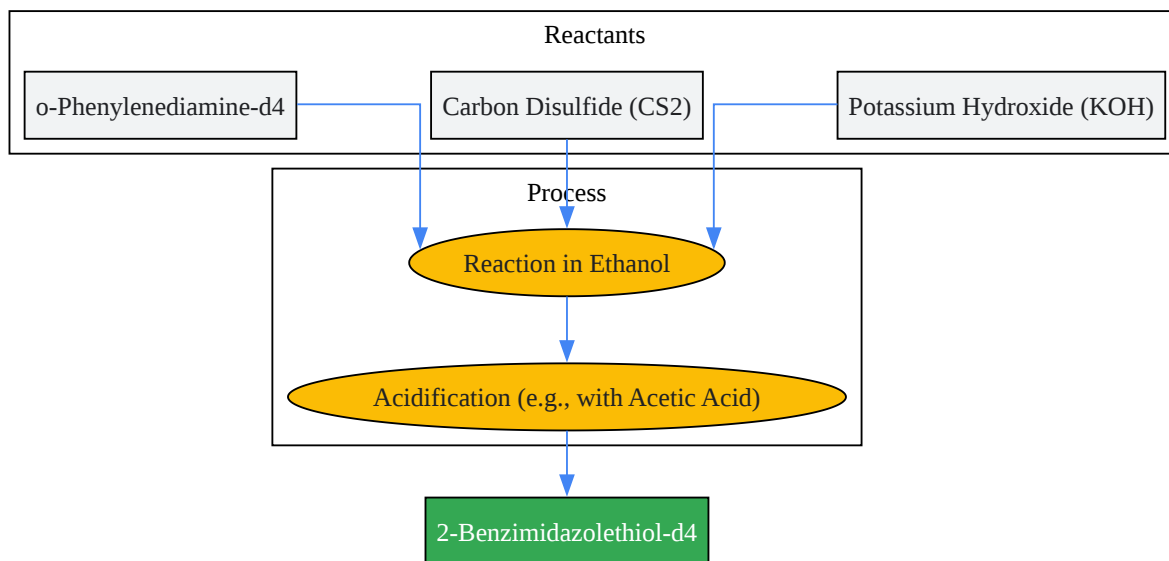 Reactants
o-Phenylenediamine-d4
Carbon Disulfide (CS2)
Potassium Hydroxide (KOH)
Process
Reaction in Ethanol
Acidification (e.g., with Acetic Acid)
2-Benzimidazolethiol-d4